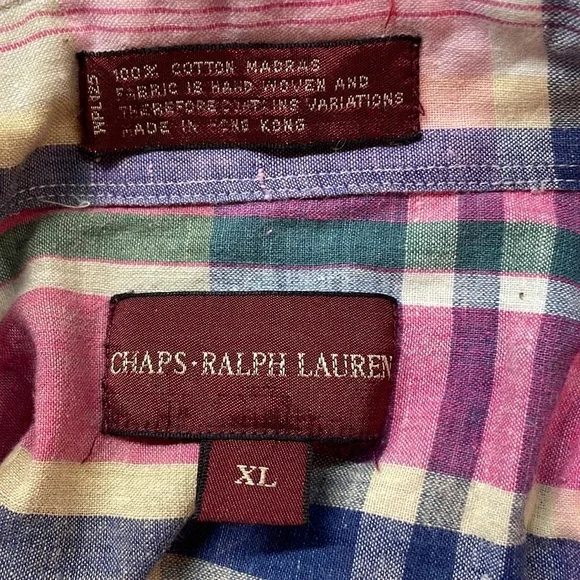 WPL125
100% COTTON MADRAS
FABRIC IS HAND WOVEN AND
THEREFORE CONTAINS VARIATIONS
MADE IN HONG KONG
CHAPS·RALPH LAUREN
XL